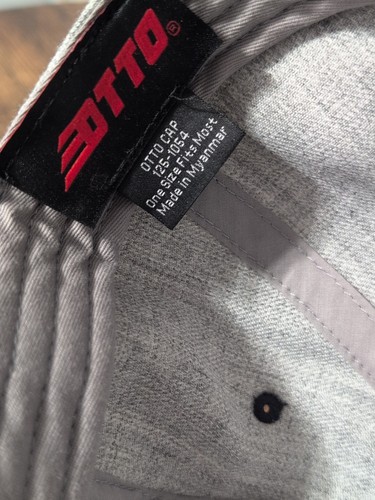 OTTO®
OTTO CAP
125-1054
One Size Fits Most
Made in Myanmar